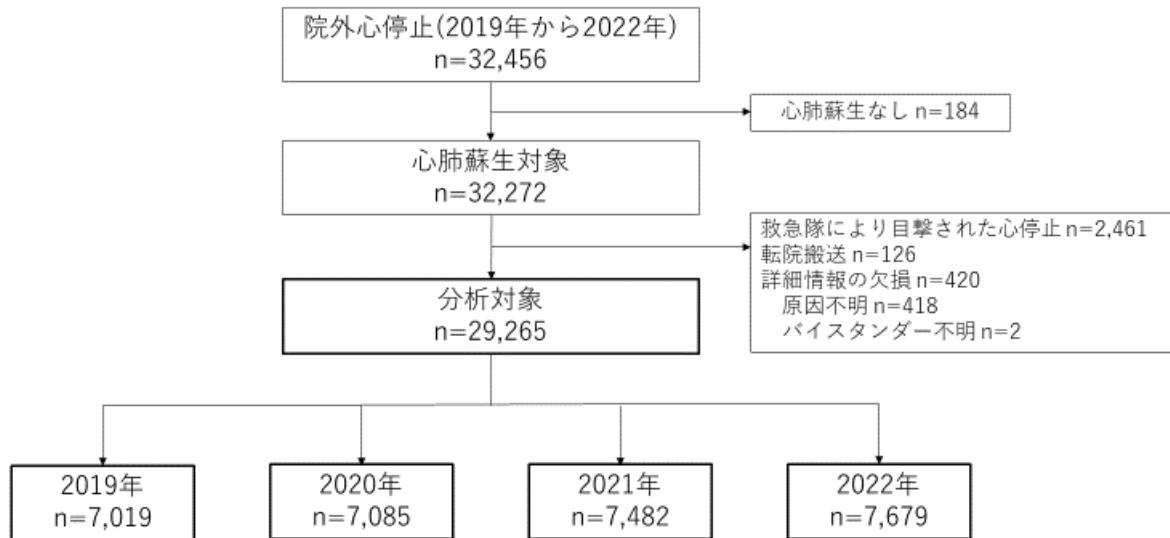 院外心停止(2019年から2022年)
n=32,456
心肺蘇生なし n=184
心肺蘇生対象
n=32,272
救急隊により目撃された心停止 n=2,461
転院搬送 n=126
詳細情報の欠損 n=420
原因不明 n=418
バイスタンダー不明 n=2
分析対象
n=29,265
2019年
n=7,019
2020年
n=7,085
2021年
n=7,482
2022年
n=7,679